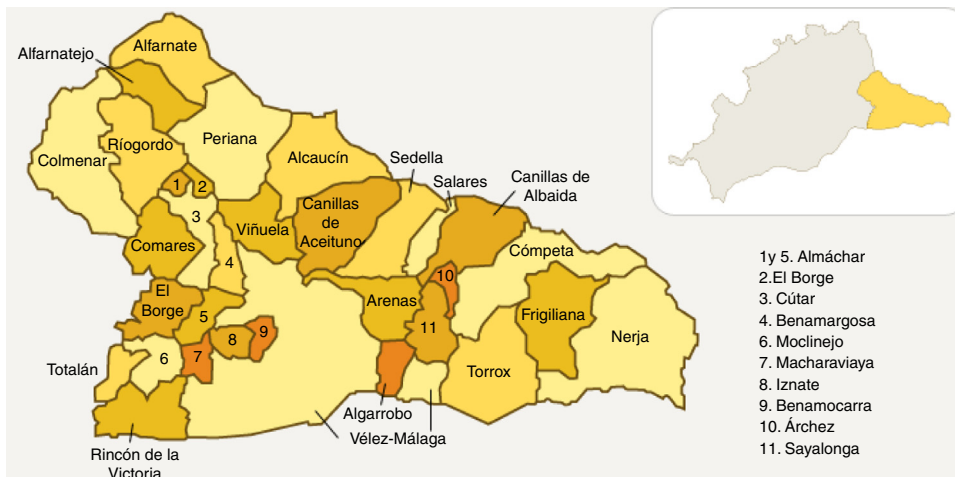 Alfarnate
Alfarnatejo
Periana
Ríogordo
Colmenar
Alcaucín
Sedella
Salares
Canillas de
Albaida
1
2
3
Canillas
de
Aceituno
Viñuela
Comares
Cómpeta
4
10
El
Borge
Arenas
Frigiliana
5
11
Nerja
8
9
6
7
Totalán
Torrox
Algarrobo
Vélez-Málaga
Rincón de la
Victoria
1y 5. Almáchar
2.El Borge
3. Cútar
4. Benamargosa
6. Moclinejo
7. Macharaviaya
8. Iznate
9. Benamocarra
10. Árchez
11. Sayalonga